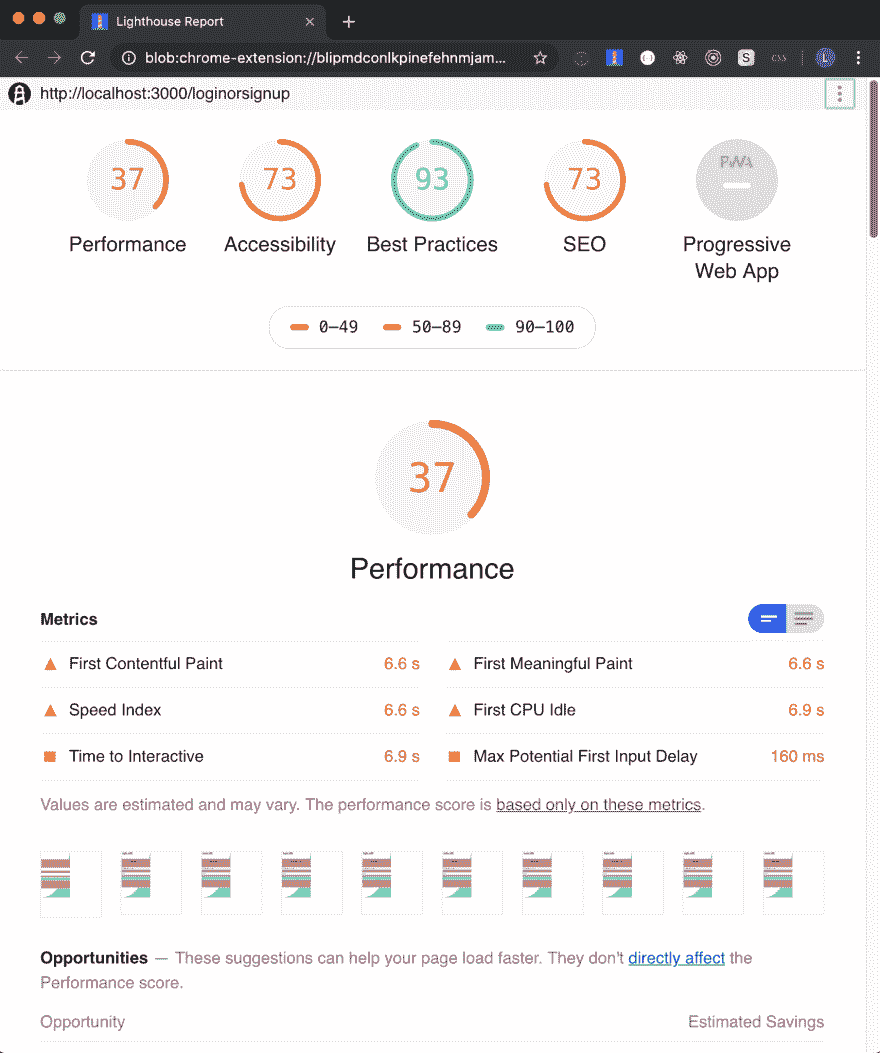 Lighthouse Report
blob:chrome-extension://blipmdconlkpinefehnmjam...
S
CSS
L
http://localhost:3000/loginorsignup
37 73 93 73 PWA
Performance Accessibility Best Practices SEO Progressive
Web App
0–49 50–89 90–100
37
Performance
Metrics
First Contentful Paint 6.6 s First Meaningful Paint 6.6 s
Speed Index 6.6 s First CPU Idle 6.9 s
Time to Interactive 6.9 s Max Potential First Input Delay 160 ms
Values are estimated and may vary. The performance score is based only on these metrics.
Opportunities — These suggestions can help your page load faster. They don't directly affect the
Performance score.
Opportunity Estimated Savings